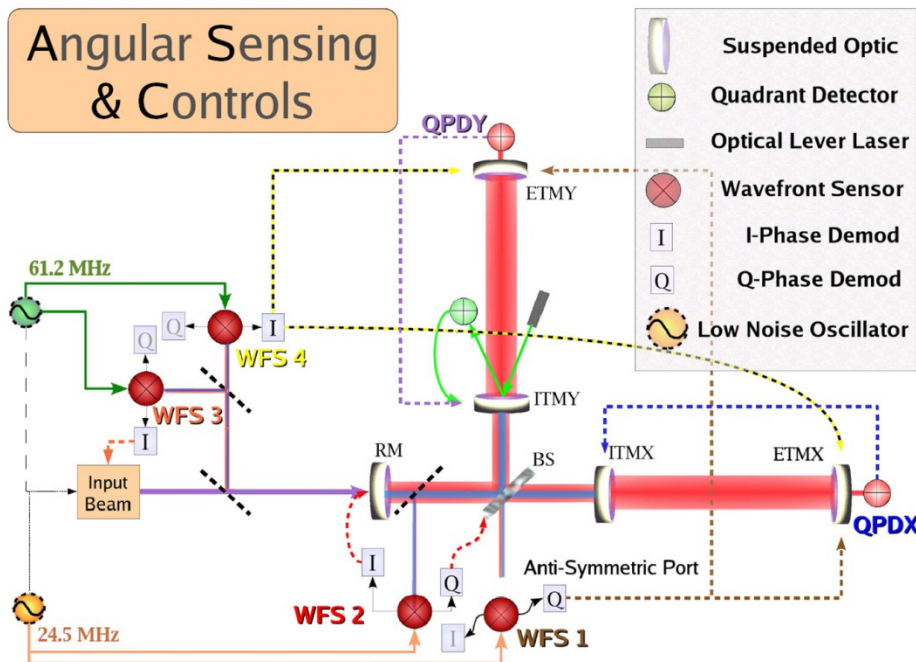 Angular Sensing
& Controls
Suspended Optic
Quadrant Detector
Optical Lever Laser
Wavefront Sensor
I
I-Phase Demod
Q
Q-Phase Demod
Low Noise Oscillator
QPDY
ETMY
61.2 MHz
Q
Q
I
WFS 4
WFS 3
I
ITMY
RM
BS
ITMX
ETMX
Input
Beam
QPDX
I
Q
Anti-Symmetric Port
Q
WFS 2
I
WFS 1
24.5 MHz